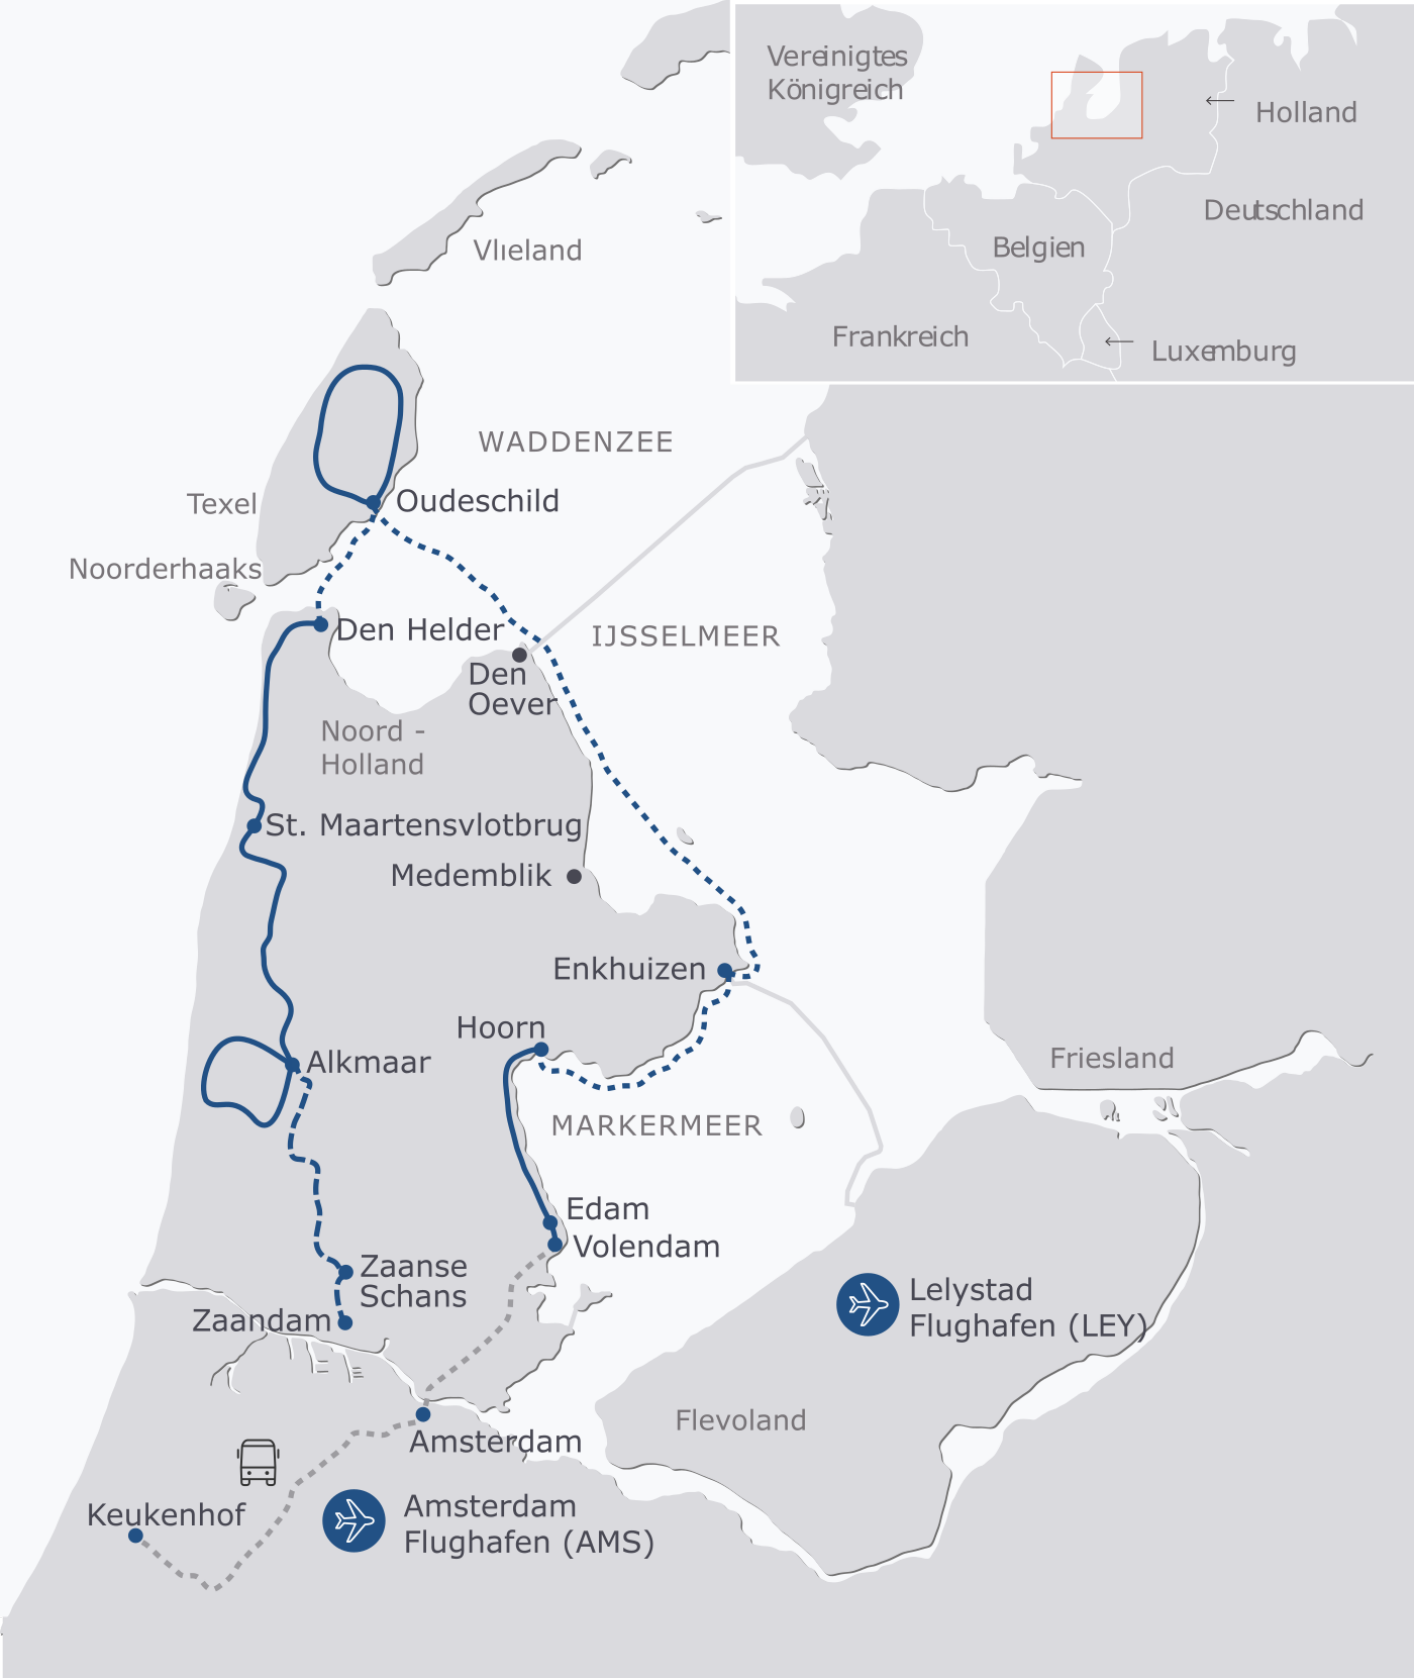 Vereinigtes
Königreich
Holland
Deutschland
Belgien
Frankreich
Luxemburg
Vlieland
WADDENZEE
Texel
Oudeschild
Noorderhaaks
Den Helder
IJSSELMEER
Den
Oever
Noord -
Holland
St. Maartensvlotbrug
Medemblik
Enkhuizen
Hoorn
Alkmaar
Friesland
MARKERMEER
Edam
Volendam
Zaanse
Schans
Zaandam
Lelystad
Flughafen (LEY)
Flevoland
Amsterdam
Keukenhof
Amsterdam
Flughafen (AMS)